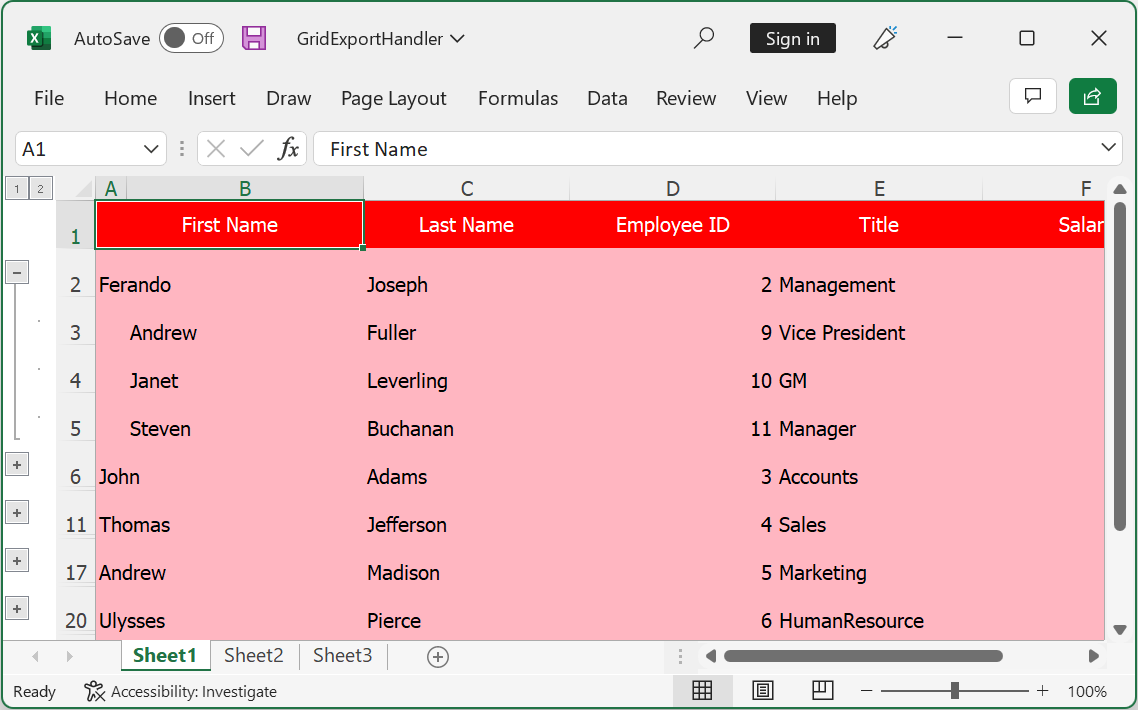 AutoSave Off GridExportHandler Sign in
File Home Insert Draw Page Layout Formulas Data Review View Help
A1 fx First Name
1 2 A B C D E F
1 First Name Last Name Employee ID Title Salar
2 Ferando Joseph 2 Management
3 Andrew Fuller 9 Vice President
4 Janet Leverling 10 GM
5 Steven Buchanan 11 Manager
6 John Adams 3 Accounts
11 Thomas Jefferson 4 Sales
17 Andrew Madison 5 Marketing
20 Ulysses Pierce 6 HumanResource
Sheet1 Sheet2 Sheet3
Ready Accessibility: Investigate 100%